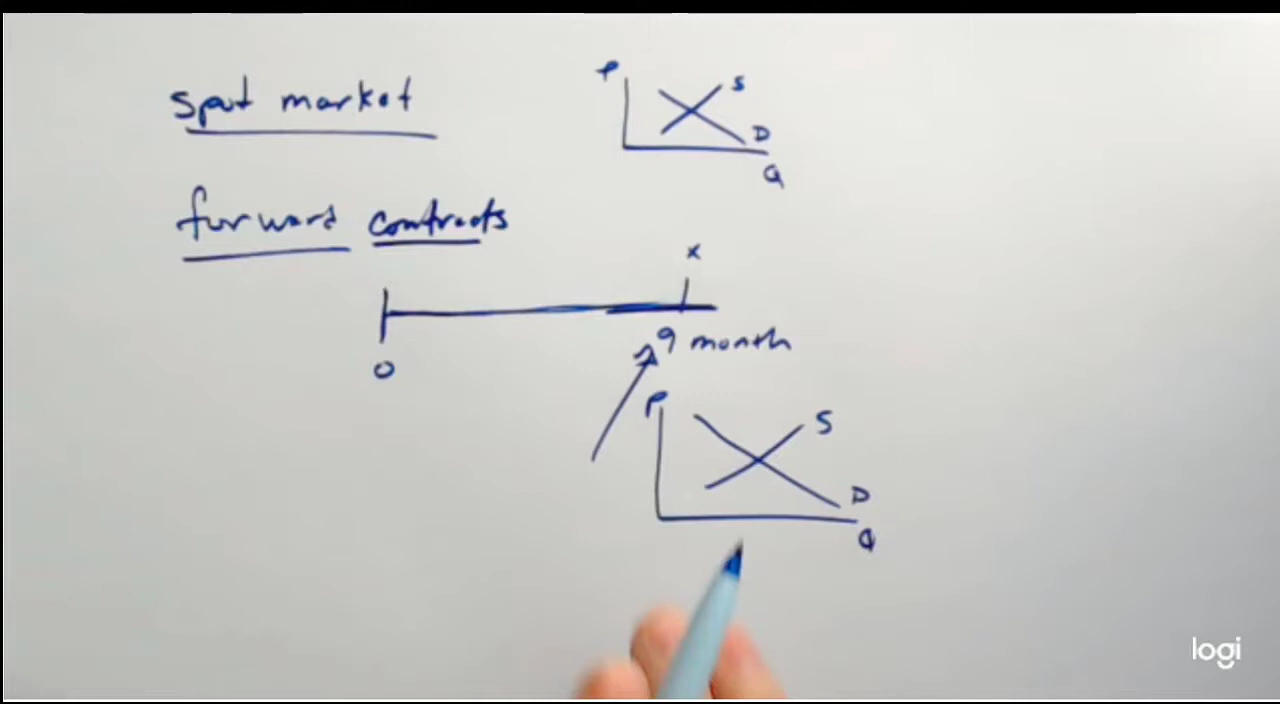 spot market
P
S
D
Q
forward contracts
x
0
9 month
P
S
D
Q
logi